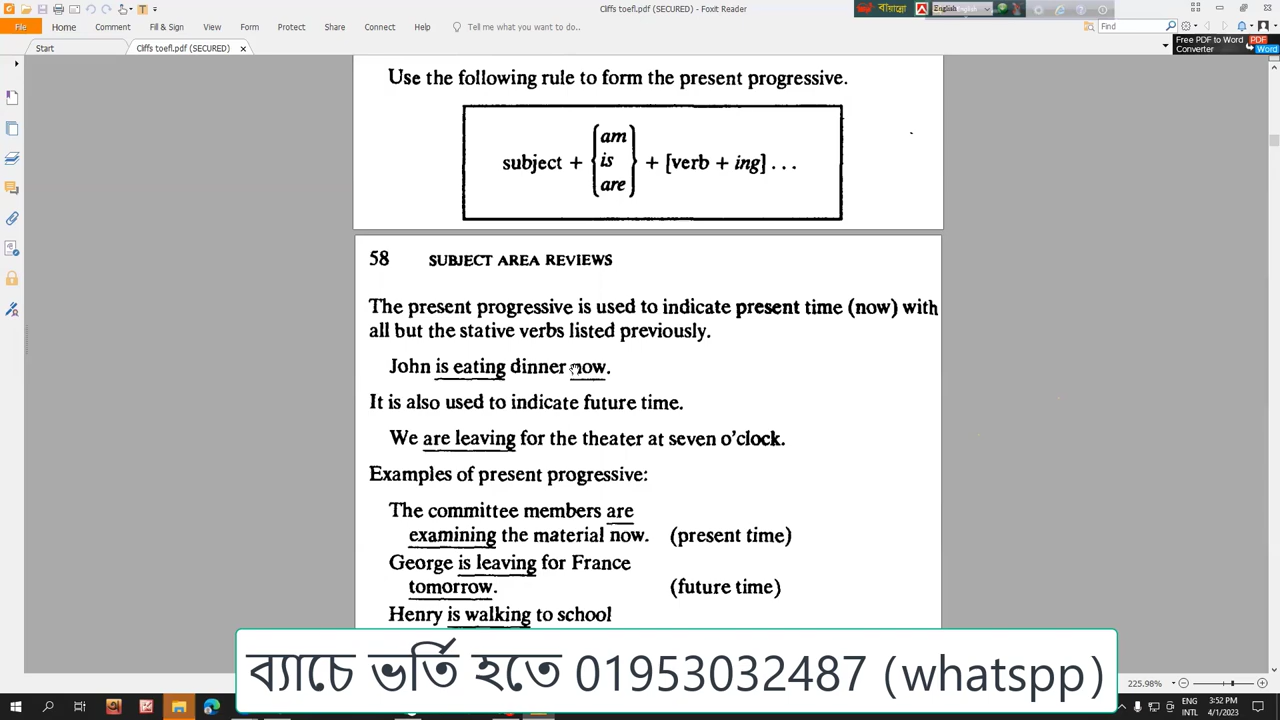 Cliffs toefl.pdf (SECURED) - Foxit Reader
বায়ান্নো
English
File
Home
Comment
Fill & Sign
View
Form
Protect
Share
Connect
Help
Tell me what you want to do..
Find
Start
Cliffs toefl.pdf (SECURED)
Free PDF to Word
Converter
PDF
Word
Use the following rule to form the present progressive.
am
subject + is + [verb + ing] . . .
are
58 SUBJECT AREA REVIEWS
The present progressive is used to indicate present time (now) with
all but the stative verbs listed previously.
John is eating dinner now.
It is also used to indicate future time.
We are leaving for the theater at seven o'clock.
Examples of present progressive:
The committee members are
examining the material now. (present time)
George is leaving for France
tomorrow. (future time)
Henry is walking to school
ব্যাচে ভর্তি হতে 01953032487 (whatspp)
225.98%
ENG
INTL
3:52 PM
4/1/2023